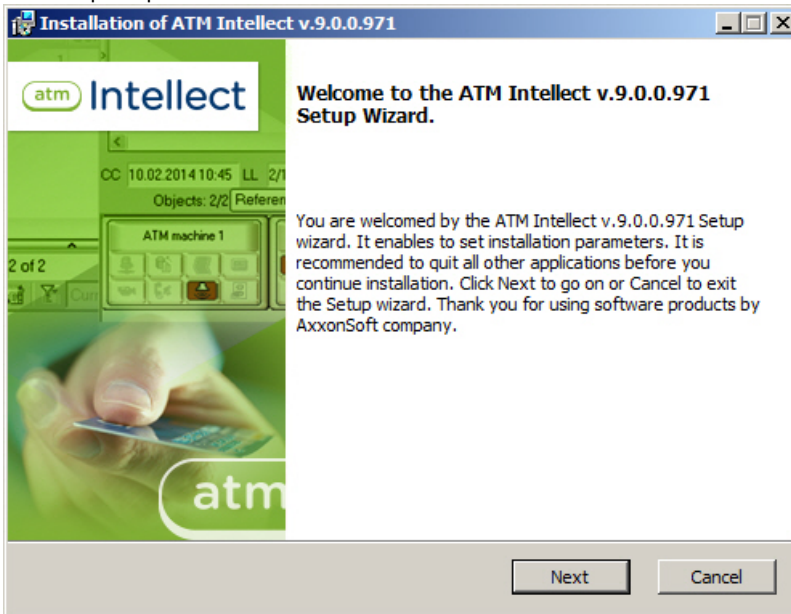 Installation of ATM Intellect v.9.0.0.971
atm Intellect
CC 10.02.2014 10:45 LL
Objects: 2/2
ATM machine 1
2 of 2
atm
Welcome to the ATM Intellect v.9.0.0.971
Setup Wizard.
You are welcomed by the ATM Intellect v.9.0.0.971 Setup
wizard. It enables to set installation parameters. It is
recommended to quit all other applications before you
continue installation. Click Next to go on or Cancel to exit
the Setup wizard. Thank you for using software products by
AxxonSoft company.
Next
Cancel